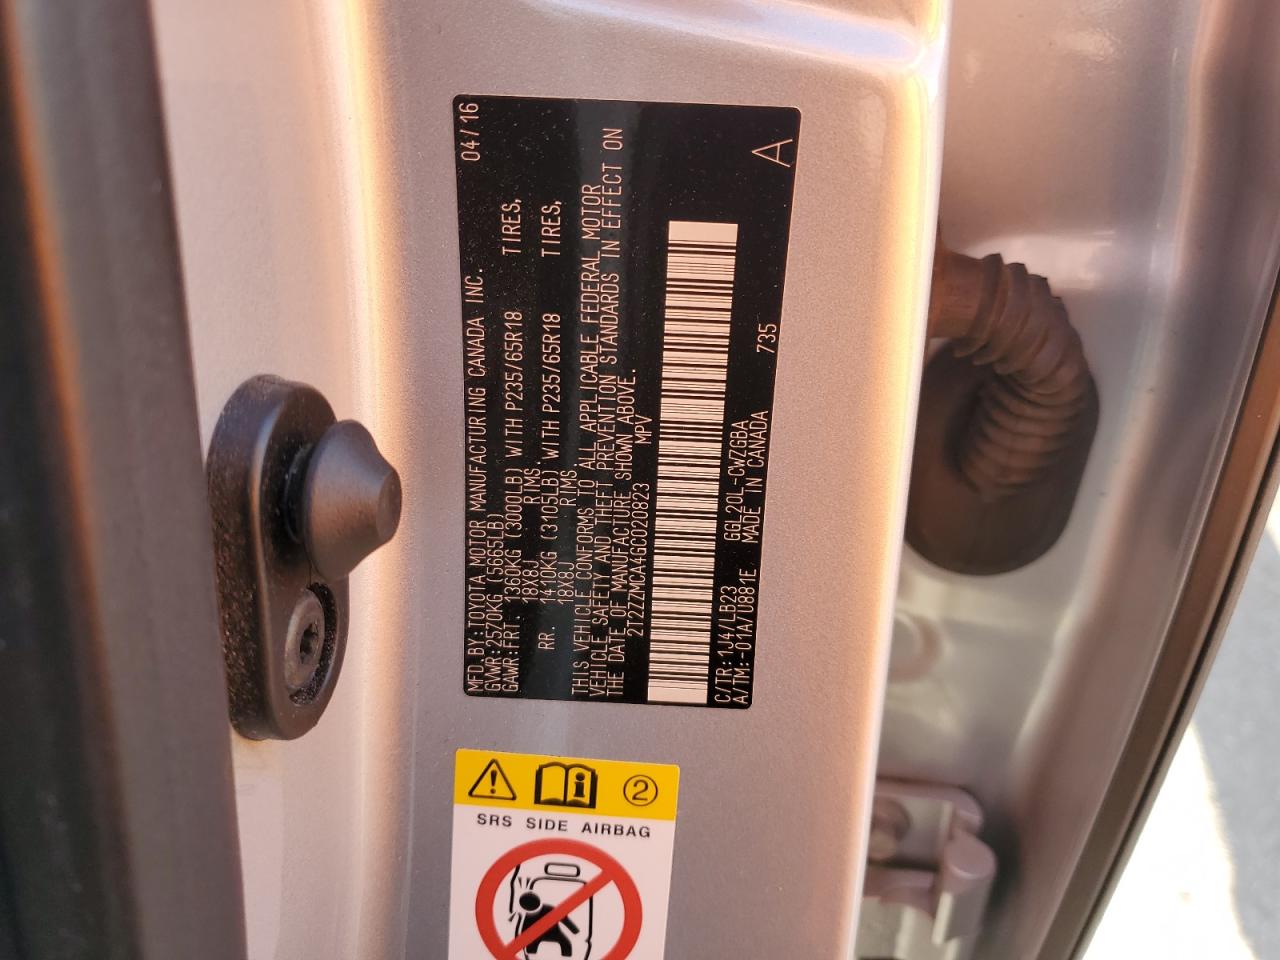 MFD.BY:TOYOTA MOTOR MANUFACTURING CANADA INC. 04/16
GVWR:2570KG (5665LB)
GAWR:FRT. 1360KG (3000LB) WITH P235/65R18 TIRES,
18X8J RIMS.
RR. 1410KG (3105LB) WITH P235/65R18 TIRES,
18X8J RIMS.
THIS VEHICLE CONFORMS TO ALL APPLICABLE FEDERAL MOTOR
VEHICLE SAFETY AND THEFT PREVENTION STANDARDS IN EFFECT ON
THE DATE OF MANUFACTURE SHOWN ABOVE.
2T2ZZMCA4GC020823 MPV
C/TR:1J4/LB23 GGL20L-CWZGBA 735
A/TM:-01A/U881E MADE IN CANADA
A
2
SRS SIDE AIRBAG